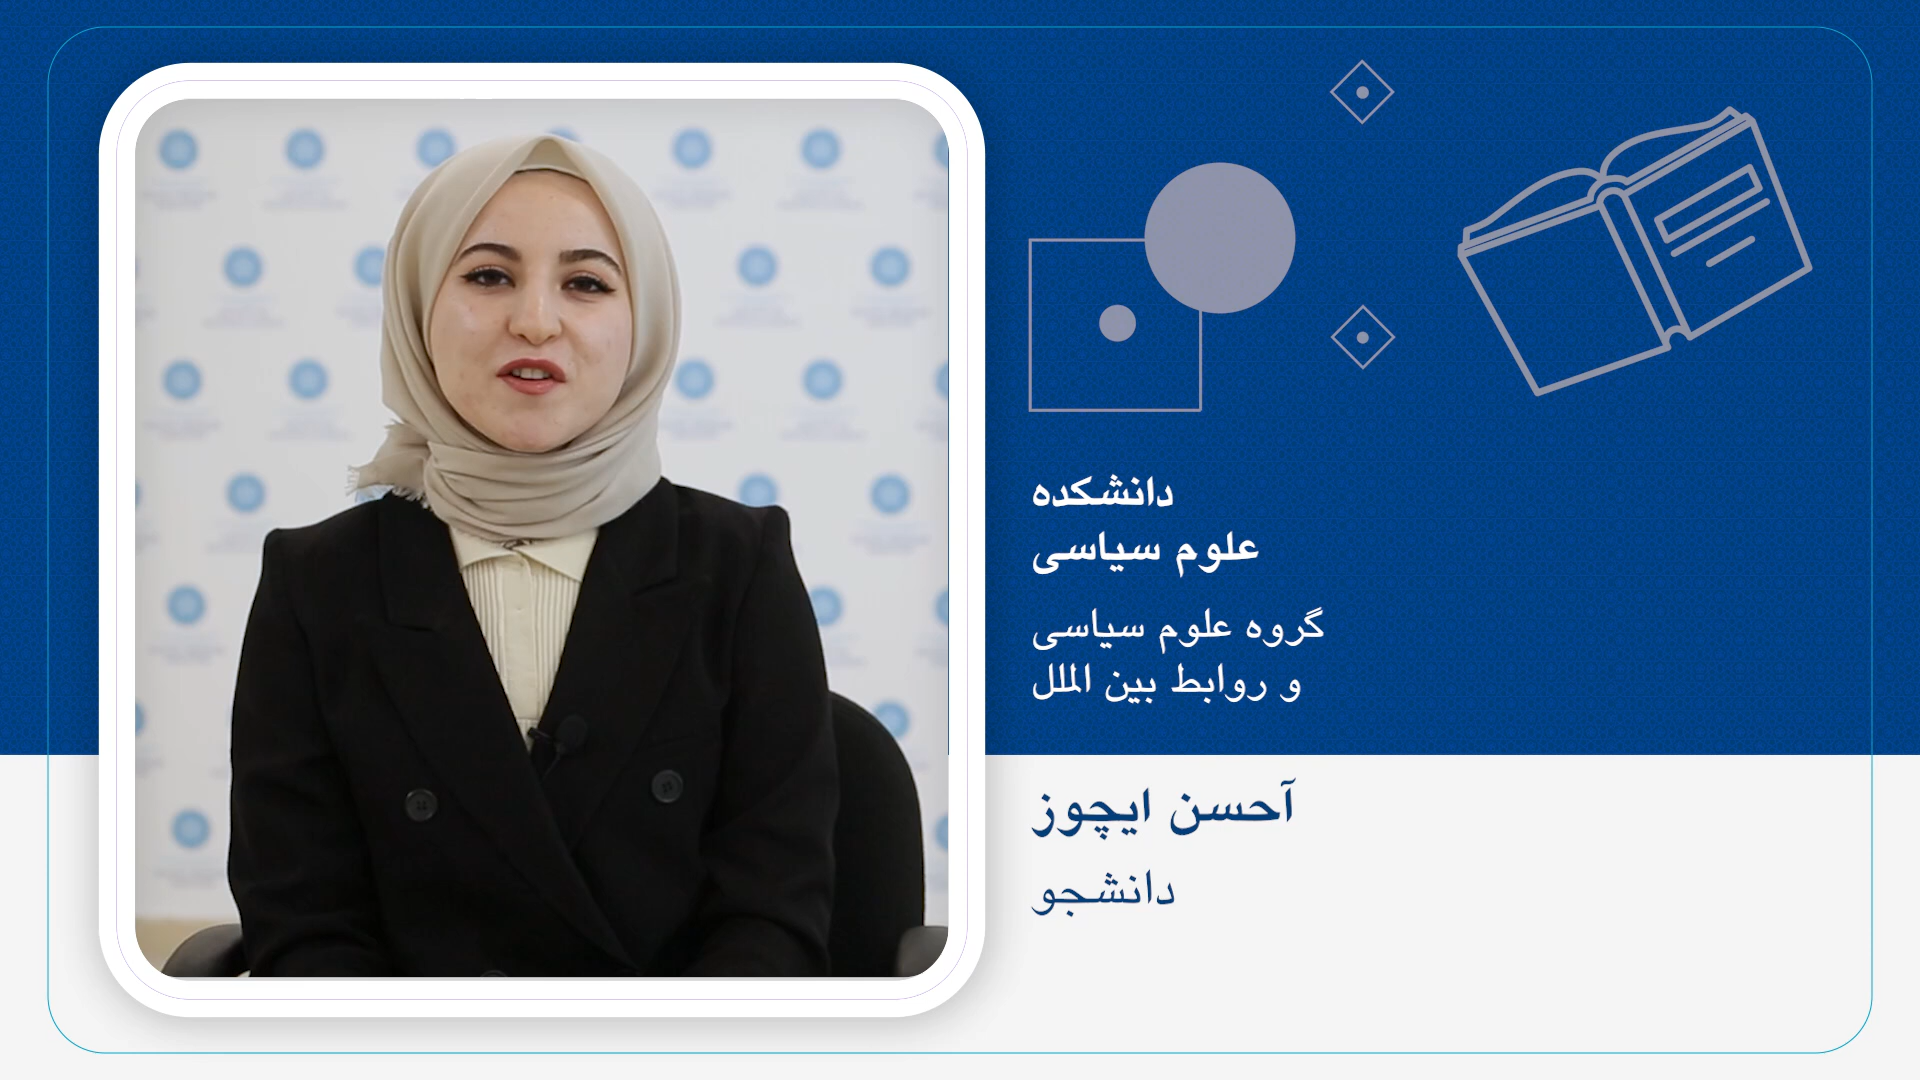 دانشکده
علوم سیاسی
گروه علوم سیاسی
و روابط بین الملل
آحسن ایچوز
دانشجو